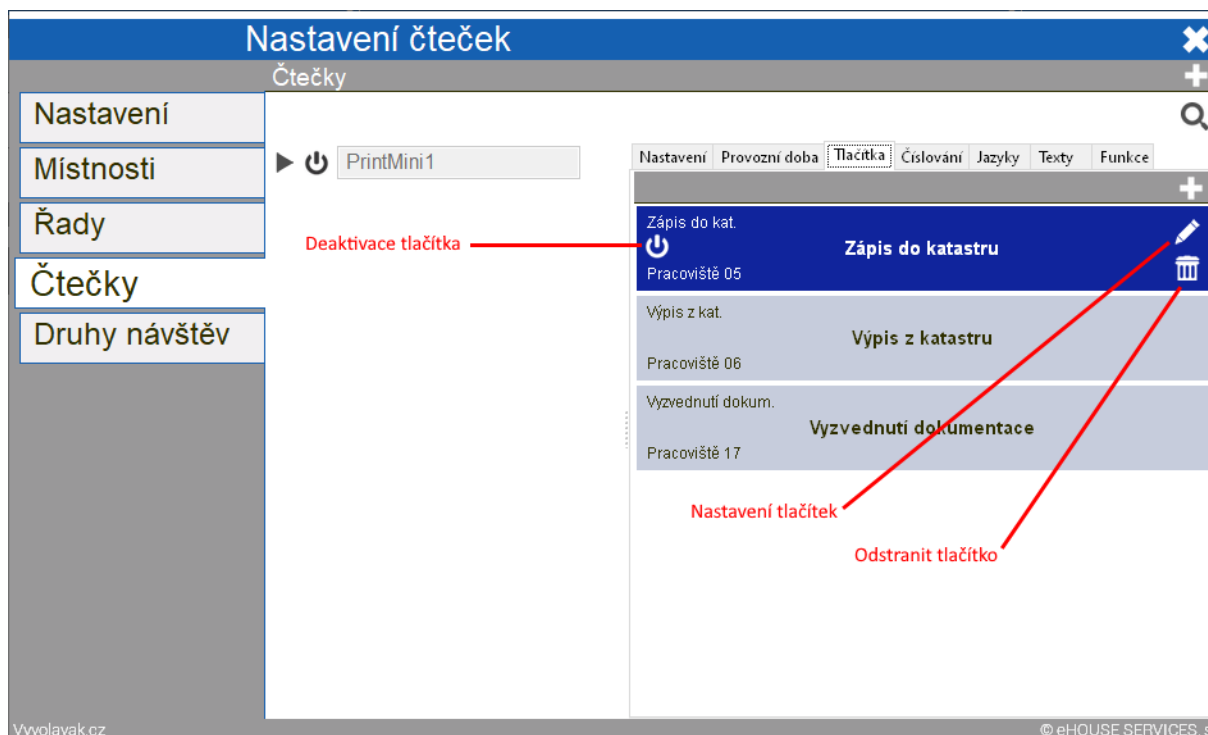 Nastavení čteček
Čtečky
Nastavení
Místnosti
Řady
Čtečky
Druhy návštěv
PrintMini1
Nastavení Provozní doba Tlačítka Číslování Jazyky Texty Funkce
Zápis do kat.
Zápis do katastru
Pracoviště 05
Deaktivace tlačítka
Výpis z kat.
Výpis z katastru
Pracoviště 06
Vyzvednutí dokum.
Vyzvednutí dokumentace
Pracoviště 17
Nastavení tlačítek
Odstranit tlačítko
Vyvolavak.cz
© eHOUSE SERVICES, s